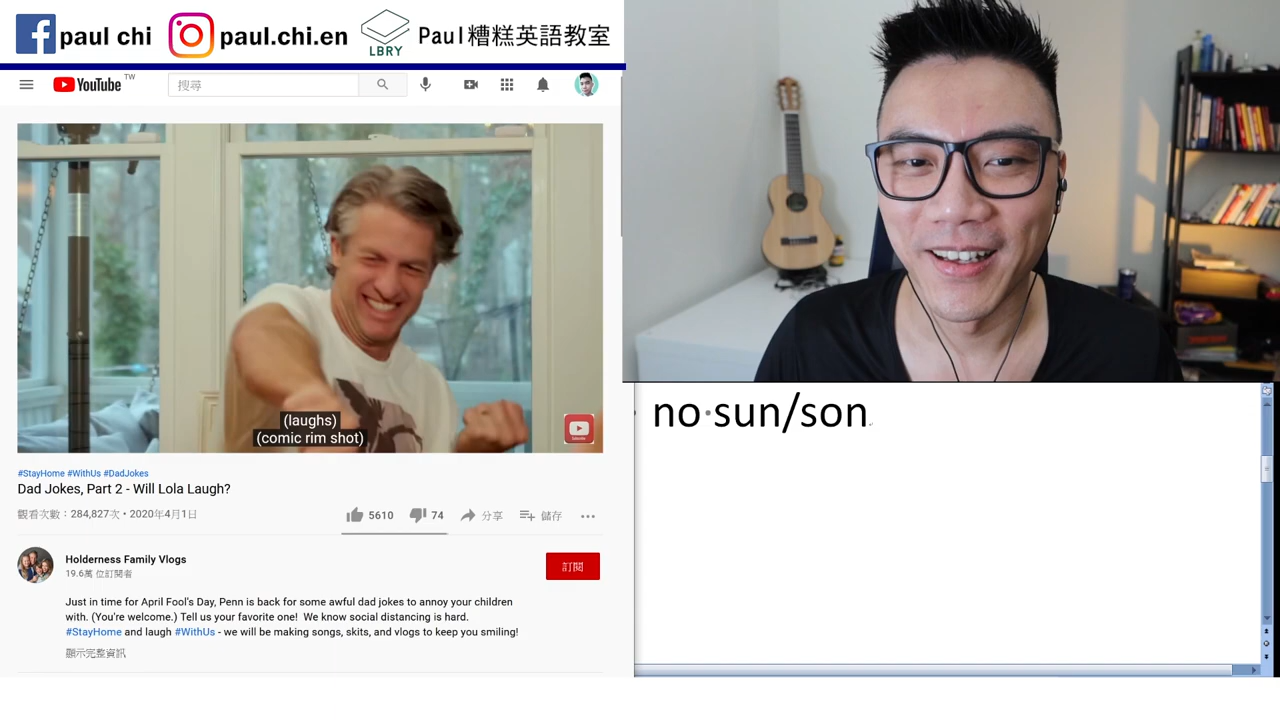 paul chi
paul.chi.en
LBRY
Paul糟糕英語教室
YouTube TW
搜尋
(laughs)
(comic rim shot)
Subscribe
no sun/son
#StayHome #WithUs #DadJokes
Dad Jokes, Part 2 - Will Lola Laugh?
觀看次數：284,827次 • 2020年4月1日
5610
74
分享
儲存
Holderness Family Vlogs
19.6萬 位訂閱者
訂閱
Just in time for April Fool's Day, Penn is back for some awful dad jokes to annoy your children
with. (You're welcome.) Tell us your favorite one!  We know social distancing is hard.
#StayHome and laugh #WithUs - we will be making songs, skits, and vlogs to keep you smiling!
顯示完整資訊